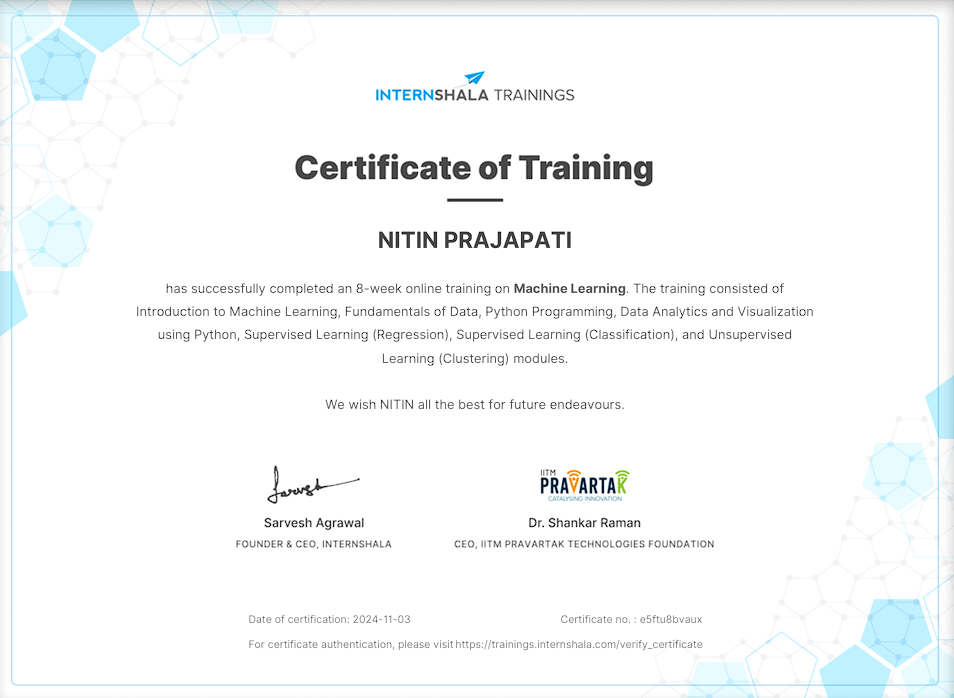 INTERNSHALA TRAININGS
Certificate of Training
NITIN PRAJAPATI
has successfully completed an 8-week online training on Machine Learning. The training consisted of
Introduction to Machine Learning, Fundamentals of Data, Python Programming, Data Analytics and Visualization
using Python, Supervised Learning (Regression), Supervised Learning (Classification), and Unsupervised
Learning (Clustering) modules.
We wish NITIN all the best for future endeavours.
Sarvesh
IITM
PRAVARTAK
CATALYSING INNOVATION
Sarvesh Agrawal
Dr. Shankar Raman
FOUNDER & CEO, INTERNSHALA
CEO, IITM PRAVARTAK TECHNOLOGIES FOUNDATION
Date of certification: 2024-11-03
Certificate no. : e5ftu8bvaux
For certificate authentication, please visit https://trainings.internshala.com/verify_certificate